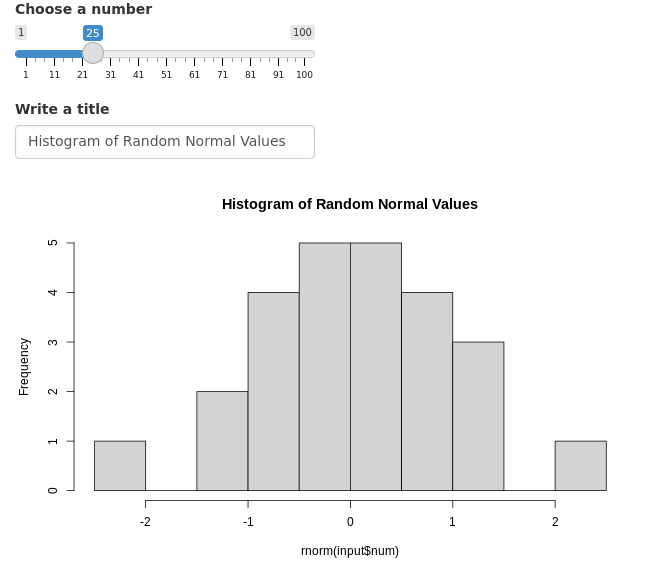 Choose a number
1 25 100
1 11 21 31 41 51 61 71 81 91 100
Write a title
Histogram of Random Normal Values
Histogram of Random Normal Values
5
4
3
2
1
0
Frequency
-2 -1 0 1 2
rnorm(input$num)